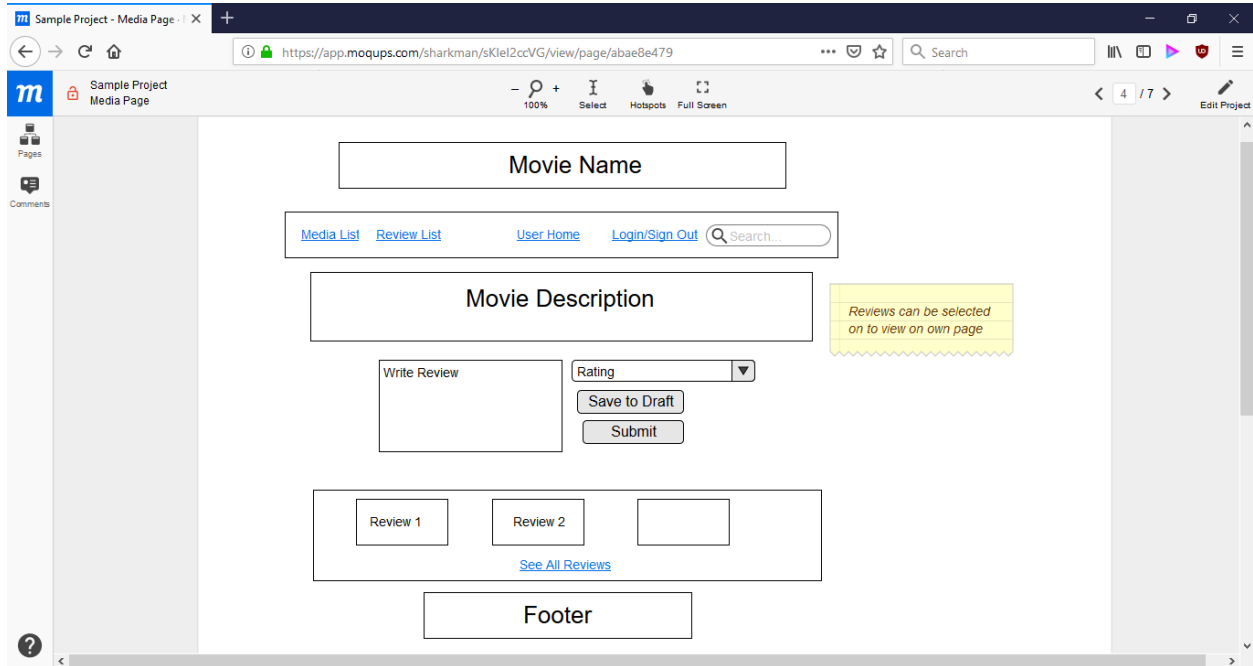 m Sample Project - Media Page -
https://app.moqups.com/sharkman/sKleI2ccVG/view/page/abae8e479
Search
m
Sample Project
Media Page
- +
100%
Select
Hotspots
Full Screen
4 / 7
Edit Project
Pages
Comments
Movie Name
Media List Review List User Home Login/Sign Out Search...
Movie Description
Reviews can be selected
on to view on own page
Write Review
Rating
Save to Draft
Submit
Review 1 Review 2
See All Reviews
Footer
?